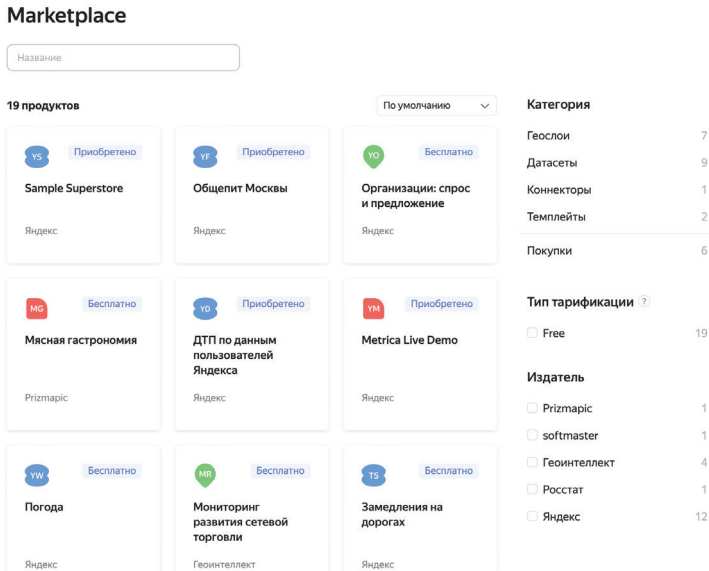 Marketplace
Название
19 продуктов
По умолчанию
YS
Приобретено
Sample Superstore
Яндекс
YF
Приобретено
Общепит Москвы
Яндекс
YO
Бесплатно
Организации: спрос
и предложение
Яндекс
MG
Бесплатно
Мясная гастрономия
Prizmapic
YD
Приобретено
ДТП по данным
пользователей
Яндекса
Яндекс
YM
Приобретено
Metrica Live Demo
Яндекс
YW
Бесплатно
Погода
Яндекс
MR
Бесплатно
Мониторинг
развития сетевой
торговли
Геоинтеллект
TS
Бесплатно
Замедления на
дорогах
Яндекс
Категория
Геослои 7
Датасеты 9
Коннекторы 1
Темплейты 2
Покупки 6
Тип тарификации ?
Free 19
Издатель
Prizmapic 1
softmaster 1
Геоинтеллект 4
Росстат 1
Яндекс 12